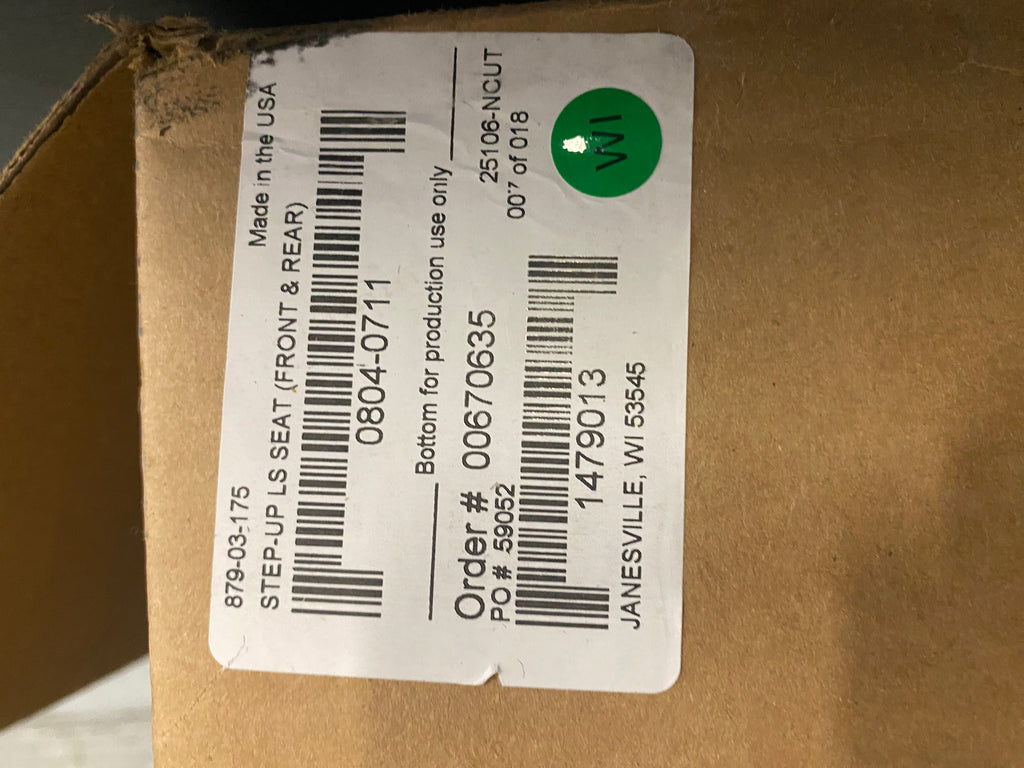 879-03-175 Made in the USA
STEP-UP LS SEAT (FRONT & REAR)
0804-0711
Bottom for production use only
Order # 00670635 25106-NCUT
PO# 59052 007 of 018
1479013
JANESVILLE, WI 53545
WI